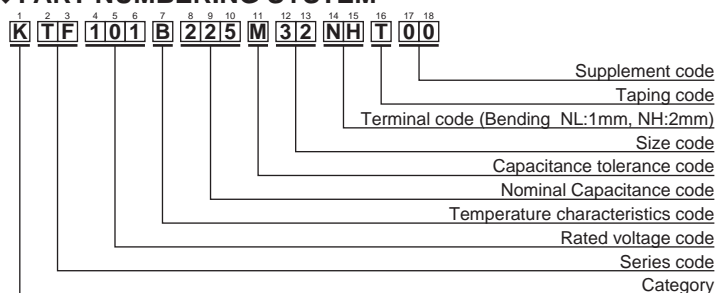 ◆PART NUMBERING SYSTEM
1 2 3 4 5 6 7 8 9 10 11 12 13 14 15 16 17 18
K T F 1 0 1 B 2 2 5 M 3 2 N H T 0 0
Supplement code
Taping code
Terminal code (Bending NL:1mm, NH:2mm)
Size code
Capacitance tolerance code
Nominal Capacitance code
Temperature characteristics code
Rated voltage code
Series code
Category